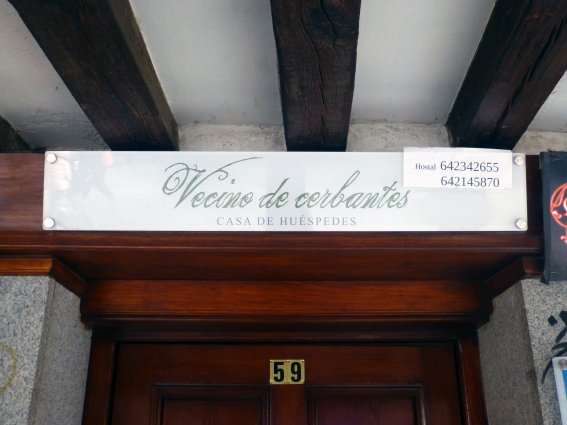 Vecino de cerbantes
CASA DE HUÉSPEDES
Hostal 642342655
642145870
59